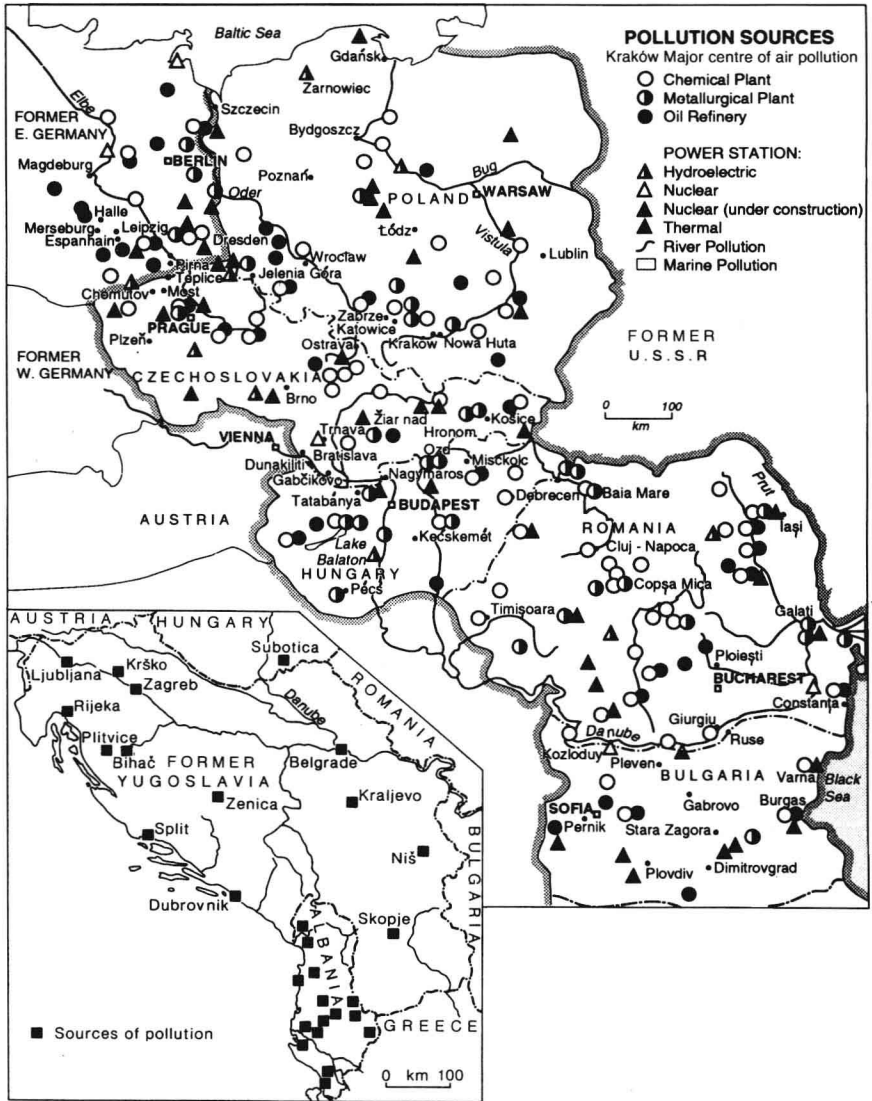 Baltic Sea
Gdańsk
Żarnowiec
Elbe
Szczecin
FORMER
E. GERMANY
Bydgoszcz
BERLIN
Magdeburg
Poznań
Oder
Bug
WARSAW
POLAND
Halle
Merseburg
Leipzig
Espanhain
Łódź
Vistula
Lublin
Dresden
Wrocław
Pirna
Jelenia Góra
Teplice
Chomutov
Most
PRAGUE
Zabrze
Katowice
Kraków
Nowa Huta
Plzeň
Ostrava
FORMER
W. GERMANY
CZECHOSLOVAKIA
Brno
FORMER
U.S.S.R
0 100
km
POLLUTION SOURCES
Kraków Major centre of air pollution
Chemical Plant
Metallurgical Plant
Oil Refinery
POWER STATION:
Hydroelectric
Nuclear
Nuclear (under construction)
Thermal
River Pollution
Marine Pollution
VIENNA
Trnava
Žiar nad
Hronom
Košice
Bratislava
Ozd
Dunakiliti
Gabčikovo
Nagymaros
Misckolc
Tatabánya
BUDAPEST
Debrecen
Baia Mare
Prut
AUSTRIA
ROMANIA
Iaşi
Kecskemét
Cluj - Napoca
Lake
Balaton
HUNGARY
Copşa Mica
Pécs
Timişoara
Galaţi
Ploieşti
BUCHAREST
Constanţa
Giurgiu
Danube
Ruse
Kozloduy
Pleven
BULGARIA
Varna
Black
Sea
SOFIA
Gabrovo
Burgas
Pernik
Stara Zagora
Plovdiv
Dimitrovgrad
AUSTRIA
HUNGARY
Subotica
Ljubljana
Krško
Zagreb
ROMANIA
Rijeka
Danube
Plitvice
Bihač
FORMER
YUGOSLAVIA
Belgrade
Zenica
Kraljevo
Split
Niš
BULGARIA
Dubrovnik
Skopje
ALBANIA
GREECE
Sources of pollution
0 km 100